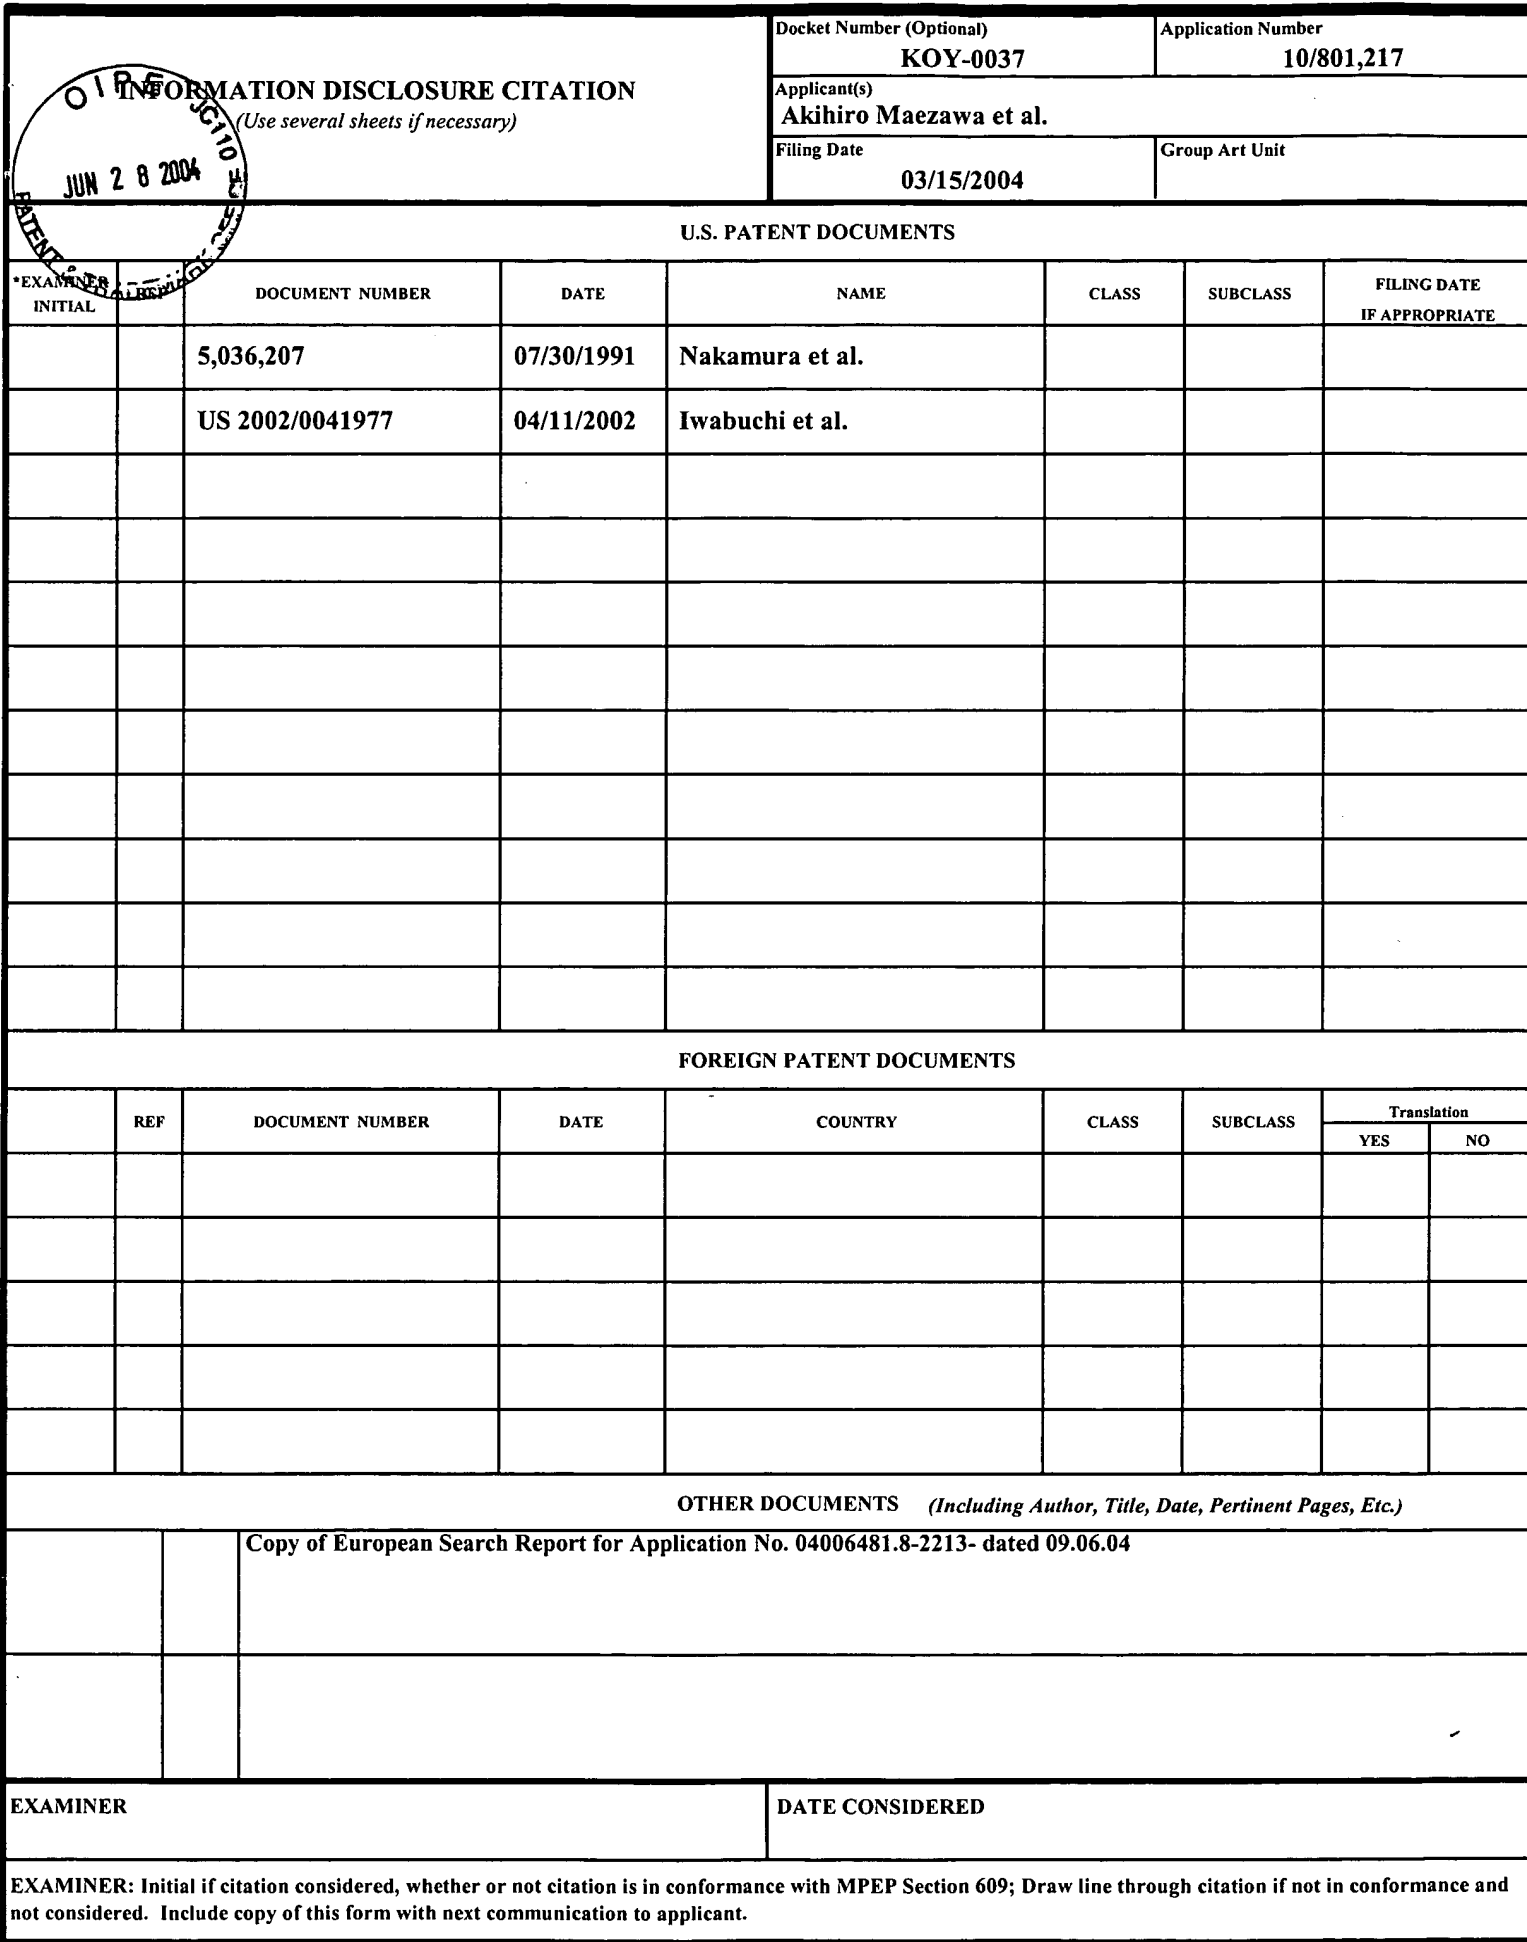 Docket Number (Optional)
KOY-0037
Application Number
10/801,217
INFORMATION DISCLOSURE CITATION
(Use several sheets if necessary)
Applicant(s)
Akihiro Maezawa et al.
Filing Date
03/15/2004
Group Art Unit
OIPE JC110
JUN 28 2004
PATENT &
U.S. PATENT DOCUMENTS
*EXAMINER
INITIAL
REF
DOCUMENT NUMBER
DATE
NAME
CLASS
SUBCLASS
FILING DATE
IF APPROPRIATE
5,036,207 07/30/1991 Nakamura et al.
US 2002/0041977 04/11/2002 Iwabuchi et al.
FOREIGN PATENT DOCUMENTS
REF
DOCUMENT NUMBER
DATE
COUNTRY
CLASS
SUBCLASS
Translation
YES NO
OTHER DOCUMENTS (Including Author, Title, Date, Pertinent Pages, Etc.)
Copy of European Search Report for Application No. 04006481.8-2213- dated 09.06.04
EXAMINER
DATE CONSIDERED
EXAMINER: Initial if citation considered, whether or not citation is in conformance with MPEP Section 609; Draw line through citation if not in conformance and
not considered. Include copy of this form with next communication to applicant.